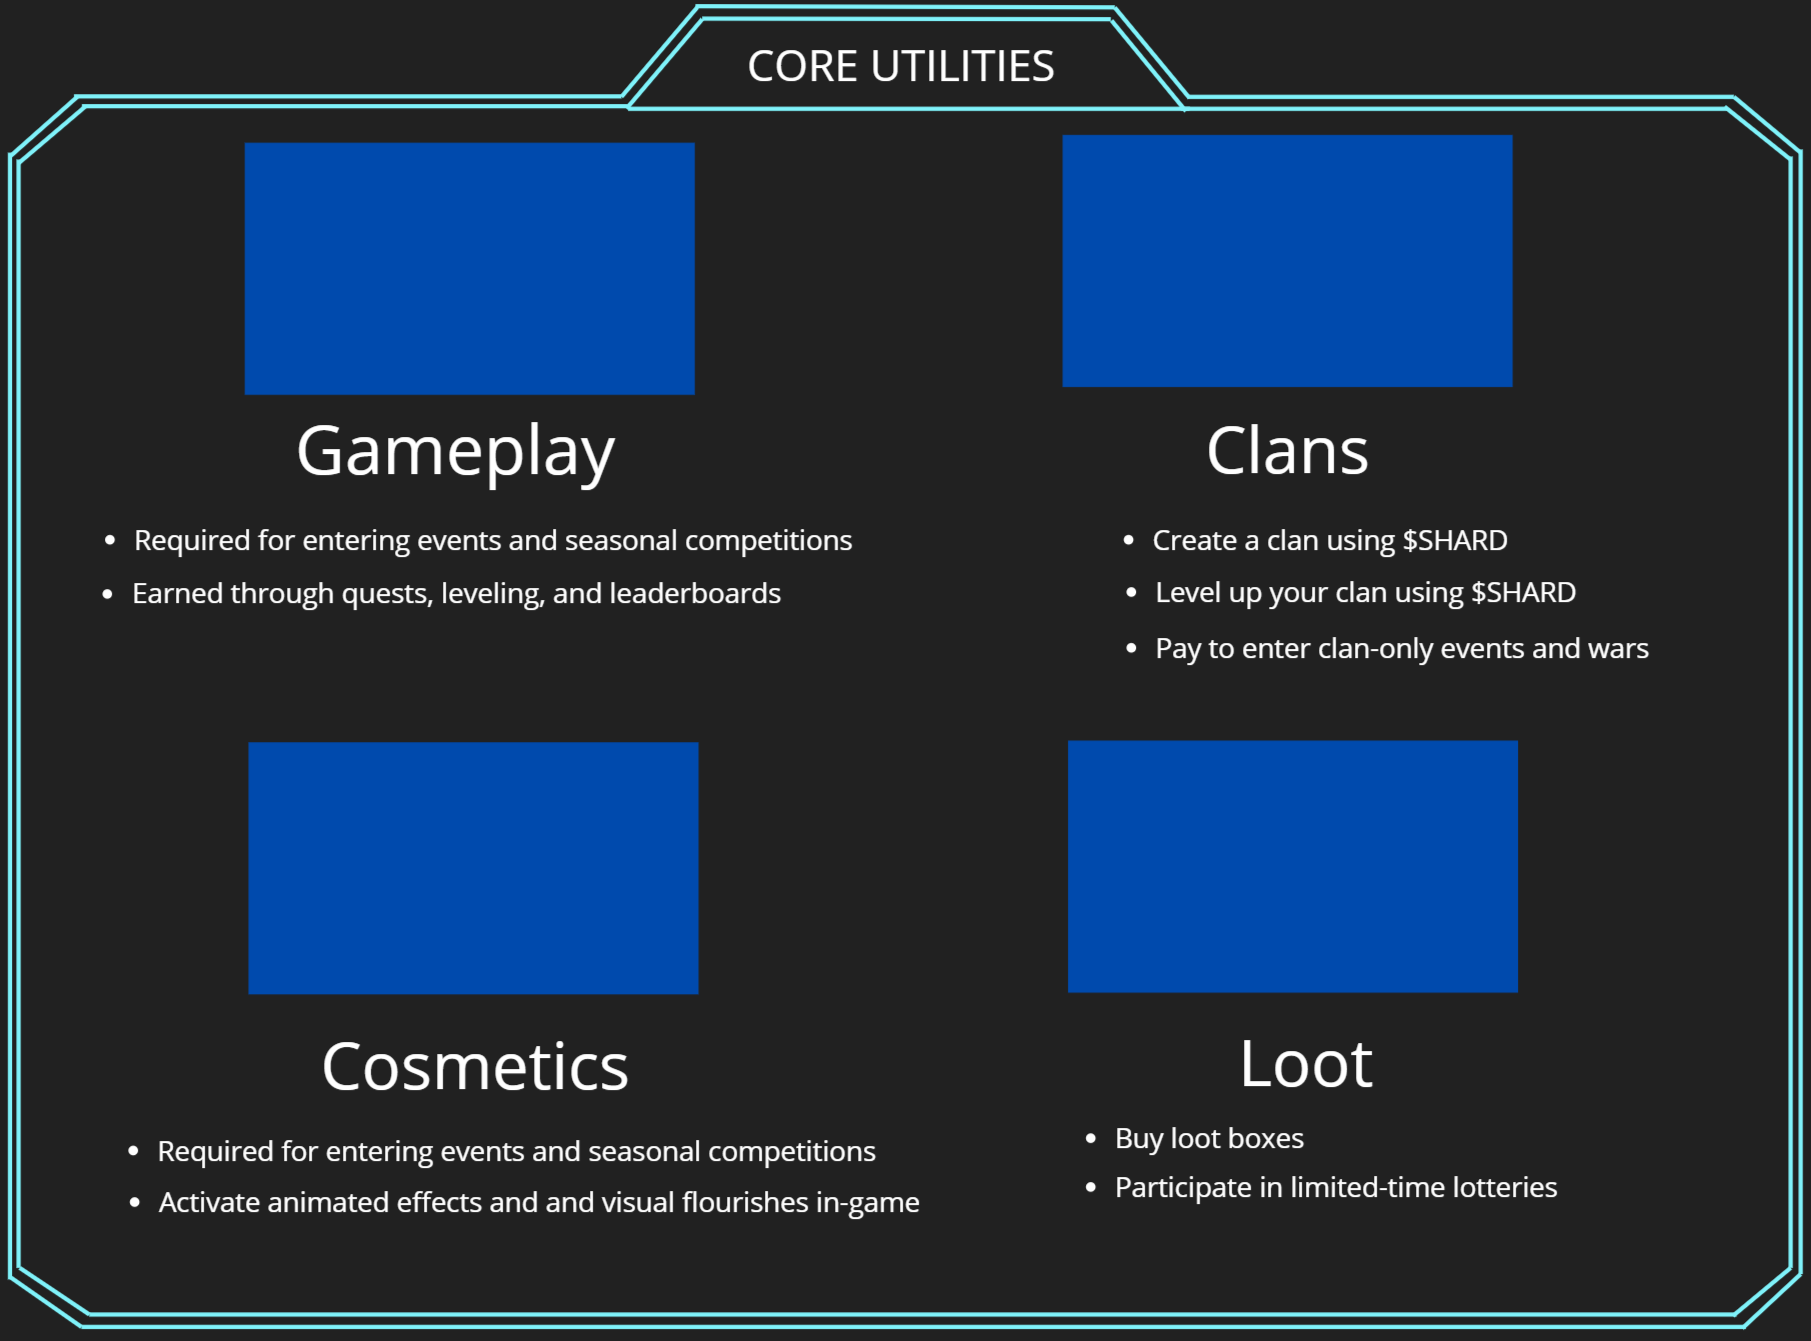 CORE UTILITIES
Gameplay
• Required for entering events and seasonal competitions
• Earned through quests, leveling, and leaderboards
Clans
• Create a clan using $SHARD
• Level up your clan using $SHARD
• Pay to enter clan-only events and wars
Cosmetics
• Required for entering events and seasonal competitions
• Activate animated effects and and visual flourishes in-game
Loot
• Buy loot boxes
• Participate in limited-time lotteries